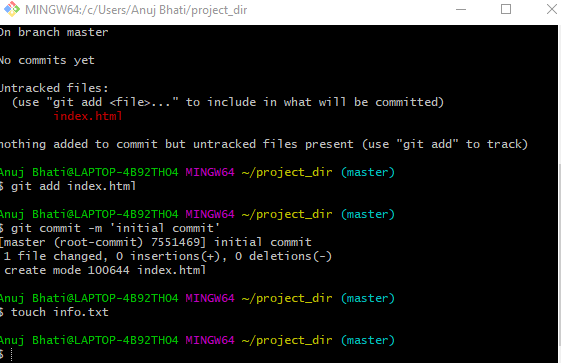 MINGW64:/c/Users/Anuj Bhati/project_dir
On branch master
No commits yet
Untracked files:
(use "git add <file>..." to include in what will be committed)
index.html
nothing added to commit but untracked files present (use "git add" to track)
Anuj Bhati@LAPTOP-4B92THO4 MINGW64 ~/project_dir (master)
$ git add index.html
Anuj Bhati@LAPTOP-4B92THO4 MINGW64 ~/project_dir (master)
$ git commit -m 'initial commit'
[master (root-commit) 7551469] initial commit
1 file changed, 0 insertions(+), 0 deletions(-)
create mode 100644 index.html
Anuj Bhati@LAPTOP-4B92THO4 MINGW64 ~/project_dir (master)
$ touch info.txt
Anuj Bhati@LAPTOP-4B92THO4 MINGW64 ~/project_dir (master)
$